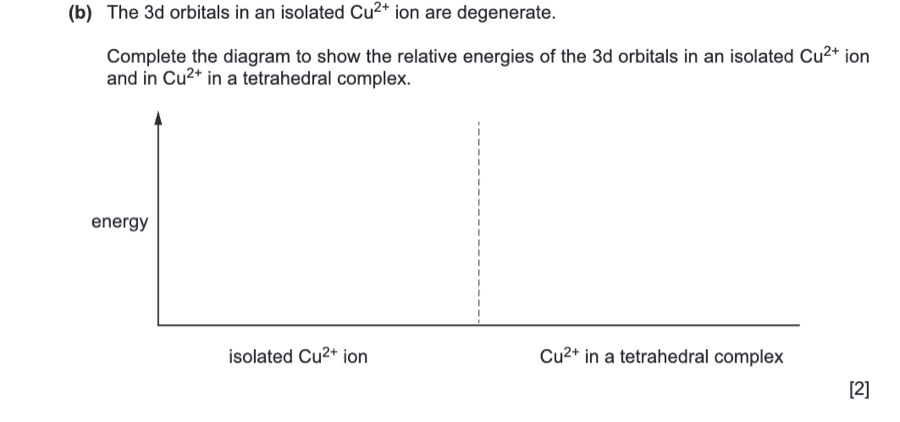 (b) The 3d orbitals in an isolated Cu²⁺ ion are degenerate.
Complete the diagram to show the relative energies of the 3d orbitals in an isolated Cu²⁺ ion
and in Cu²⁺ in a tetrahedral complex.
energy
isolated Cu²⁺ ion
Cu²⁺ in a tetrahedral complex
[2]